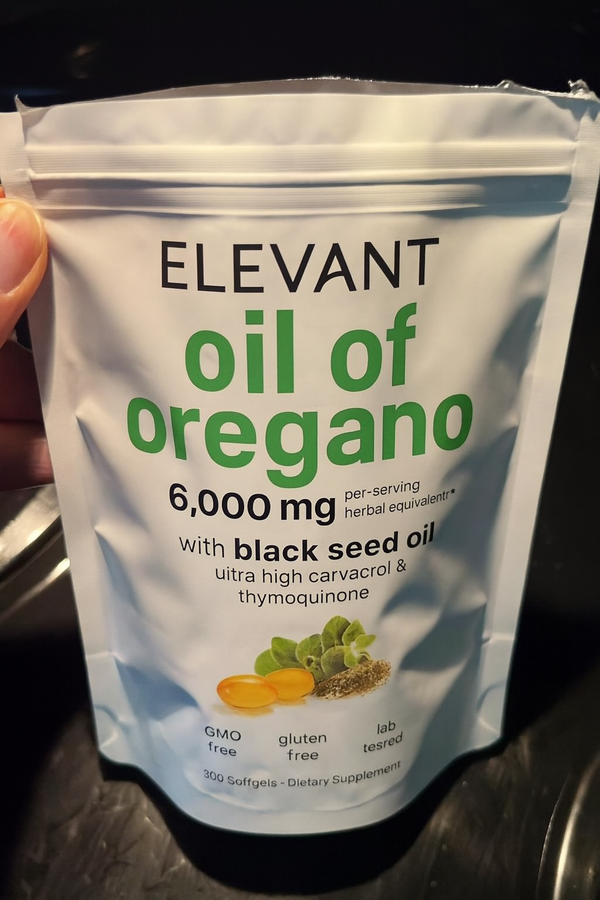 ELEVANT
oil of
oregano
6,000 mg per-serving
herbal equivalentr*
with black seed oil
uitra high carvacrol &
thymoquinone
GMO
free
gluten
free
lab
tesred
300 Softgels - Dietary Supplement